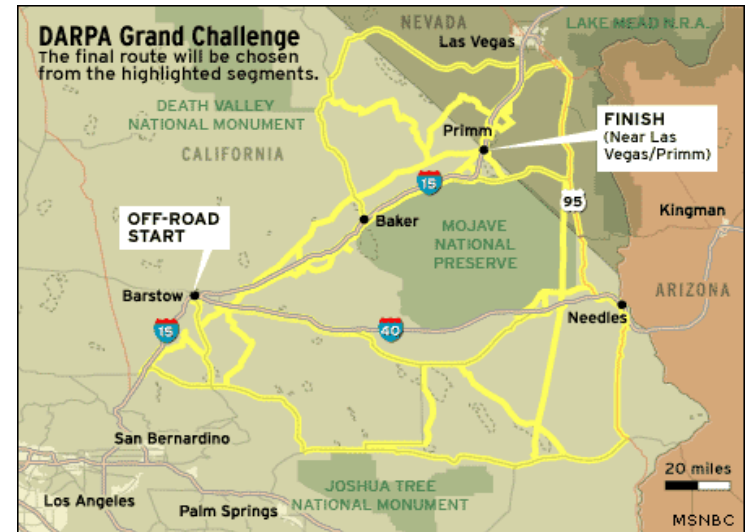 DARPA Grand Challenge
The final route will be chosen
from the highlighted segments.
NEVADA
LAKE MEAD N.R.A.
Las Vegas
DEATH VALLEY
NATIONAL MONUMENT
CALIFORNIA
Primm
FINISH
(Near Las
Vegas/Primm)
15
95
OFF-ROAD
START
Baker
MOJAVE
NATIONAL
PRESERVE
Kingman
ARIZONA
Barstow
15
40
Needles
San Bernardino
Los Angeles
Palm Springs
JOSHUA TREE
NATIONAL MONUMENT
20 miles
MSNBC